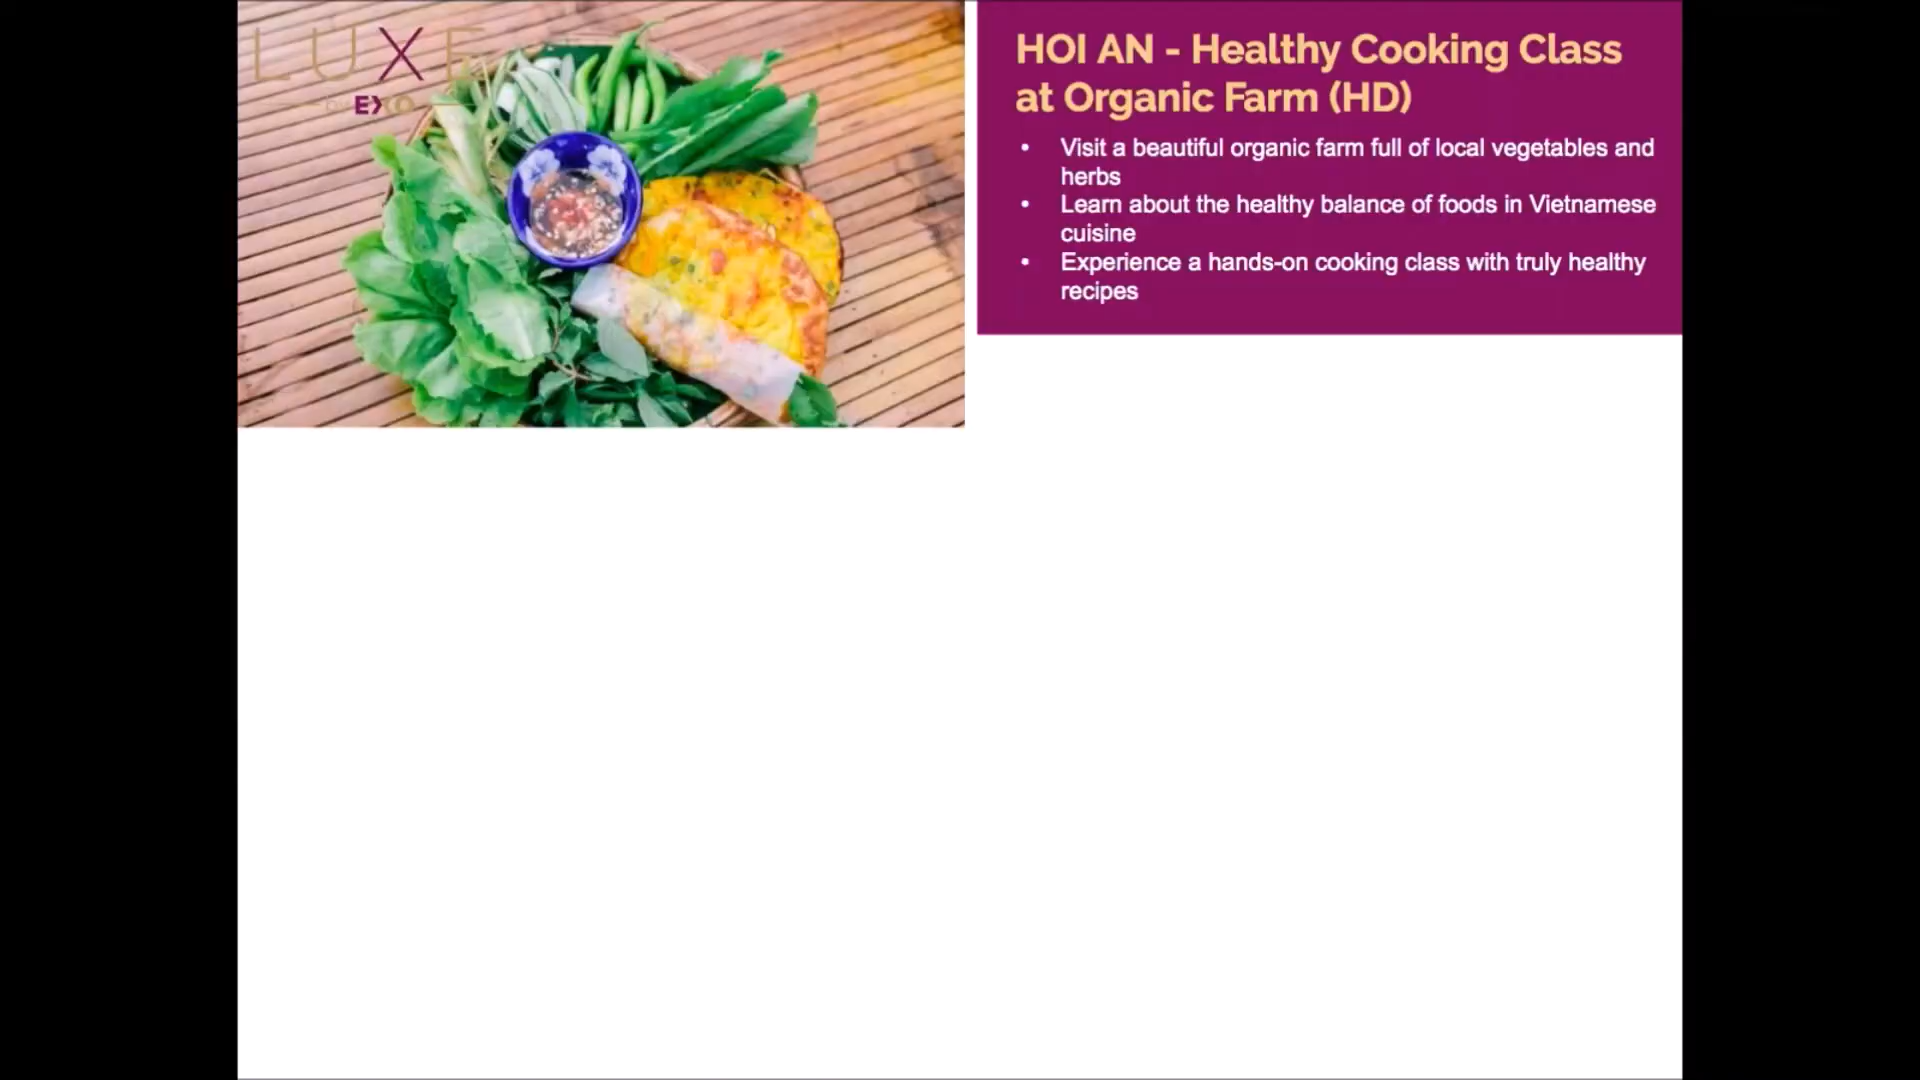 LUXE
by EXO
HOI AN - Healthy Cooking Class
at Organic Farm (HD)
• Visit a beautiful organic farm full of local vegetables and
herbs
• Learn about the healthy balance of foods in Vietnamese
cuisine
• Experience a hands-on cooking class with truly healthy
recipes